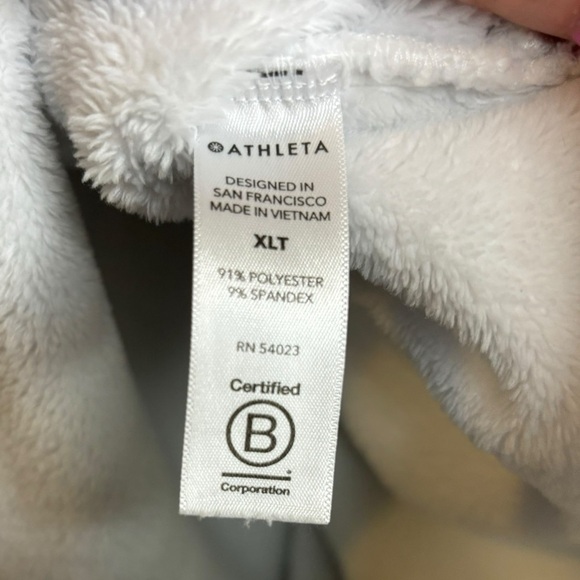 ATHLETA
DESIGNED IN
SAN FRANCISCO
MADE IN VIETNAM
XLT
91% POLYESTER
9% SPANDEX
RN 54023
Certified
B
Corporation